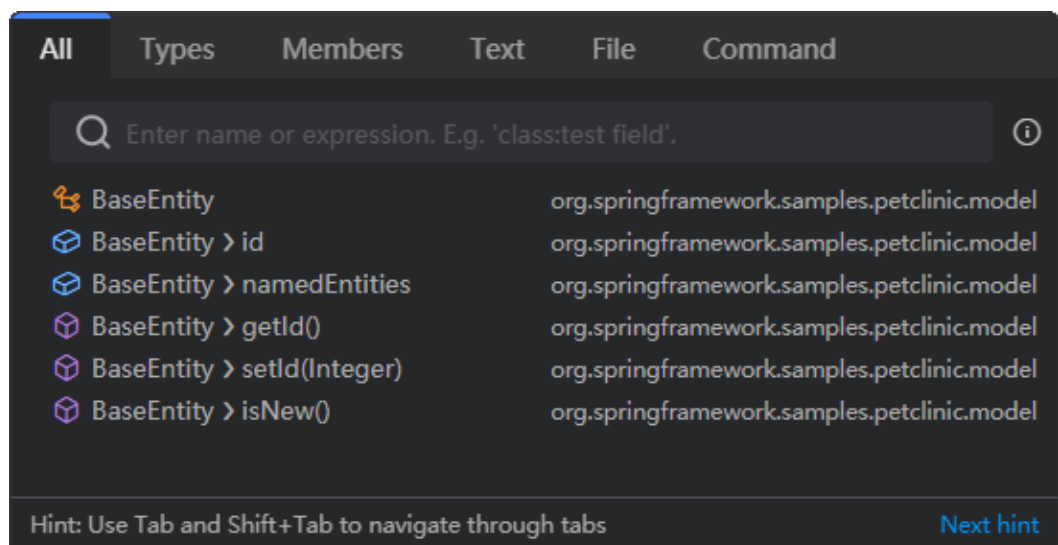 All Types Members Text File Command
Enter name or expression. E.g. 'class:test field'.
BaseEntity org.springframework.samples.petclinic.model
BaseEntity > id org.springframework.samples.petclinic.model
BaseEntity > namedEntities org.springframework.samples.petclinic.model
BaseEntity > getId() org.springframework.samples.petclinic.model
BaseEntity > setId(Integer) org.springframework.samples.petclinic.model
BaseEntity > isNew() org.springframework.samples.petclinic.model
Hint: Use Tab and Shift+Tab to navigate through tabs Next hint